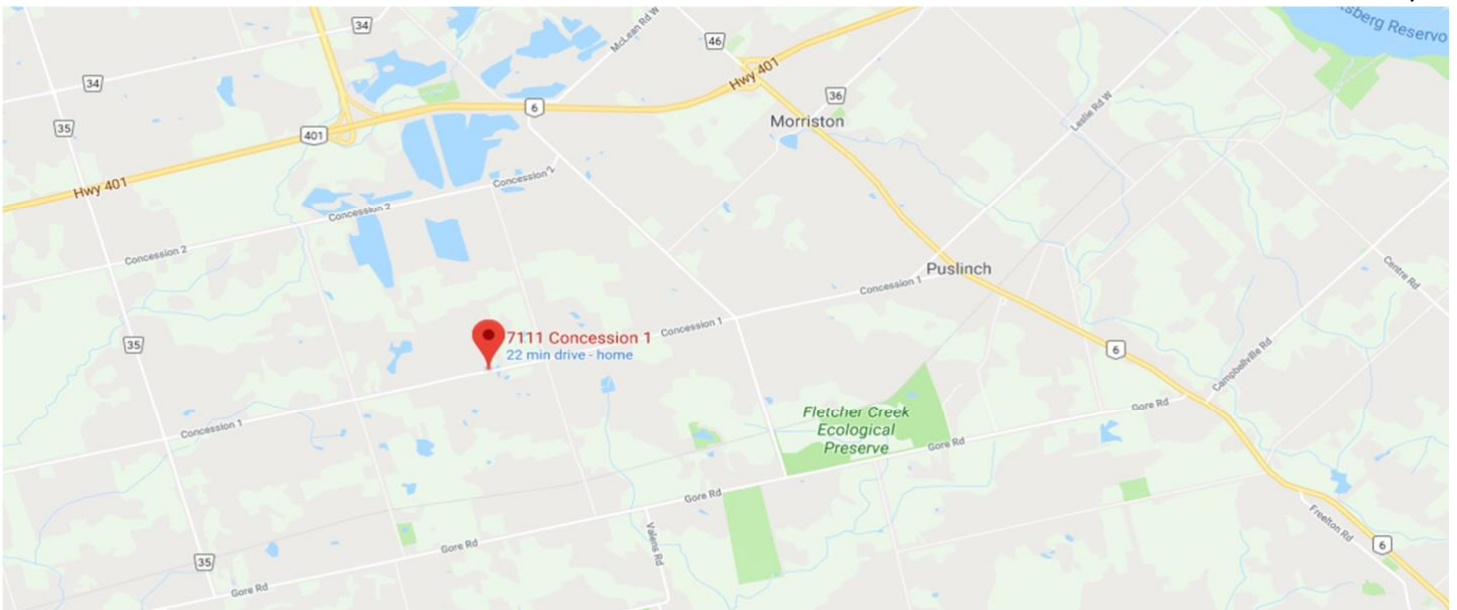 sberg Reservo
34
McLean Rd W
46
34
Hwy 401
6
36
35
401
Morriston
Leslie Rd W
Hwy 401
Concession 2
Concession 2
Concession 2
Puslinch
Centre Rd
Concession 1
7111 Concession 1
22 min drive - home
Concession 1
35
6
Campbellville Rd
Gore Rd
Fletcher Creek
Ecological
Preserve
Concession 1
Gore Rd
Gore Rd
Valens Rd
Freelton Rd
Gore Rd
6
35
Gore Rd